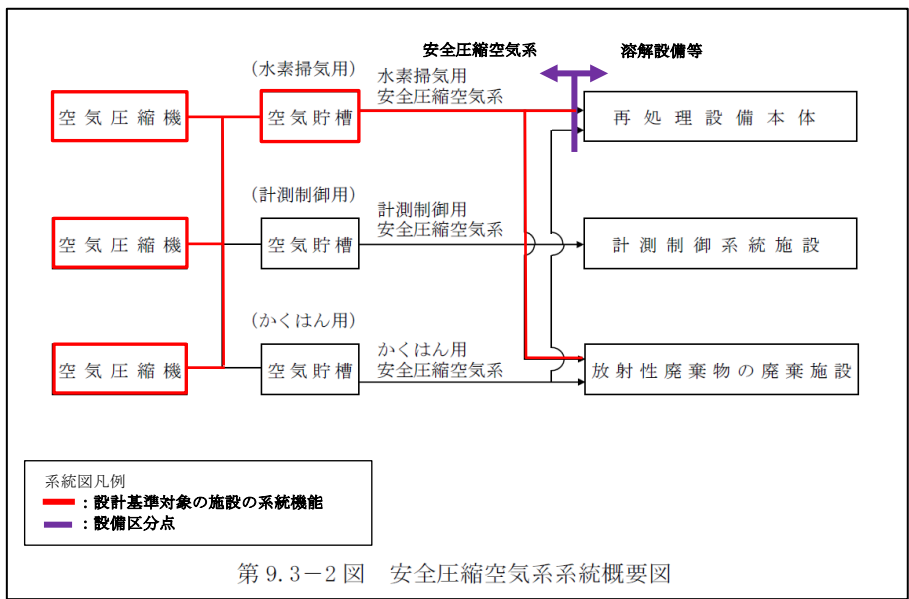 安全圧縮空気系
溶解設備等
(水素掃気用)
水素掃気用
安全圧縮空気系
空気圧縮機
空気貯槽
再処理設備本体
(計測制御用)
計測制御用
安全圧縮空気系
空気圧縮機
空気貯槽
計測制御系統施設
(かくはん用)
かくはん用
安全圧縮空気系
空気圧縮機
空気貯槽
放射性廃棄物の廃棄施設
系統図凡例
：設計基準対象の施設の系統機能
：設備区分点
第9.3－2図　安全圧縮空気系系統概要図